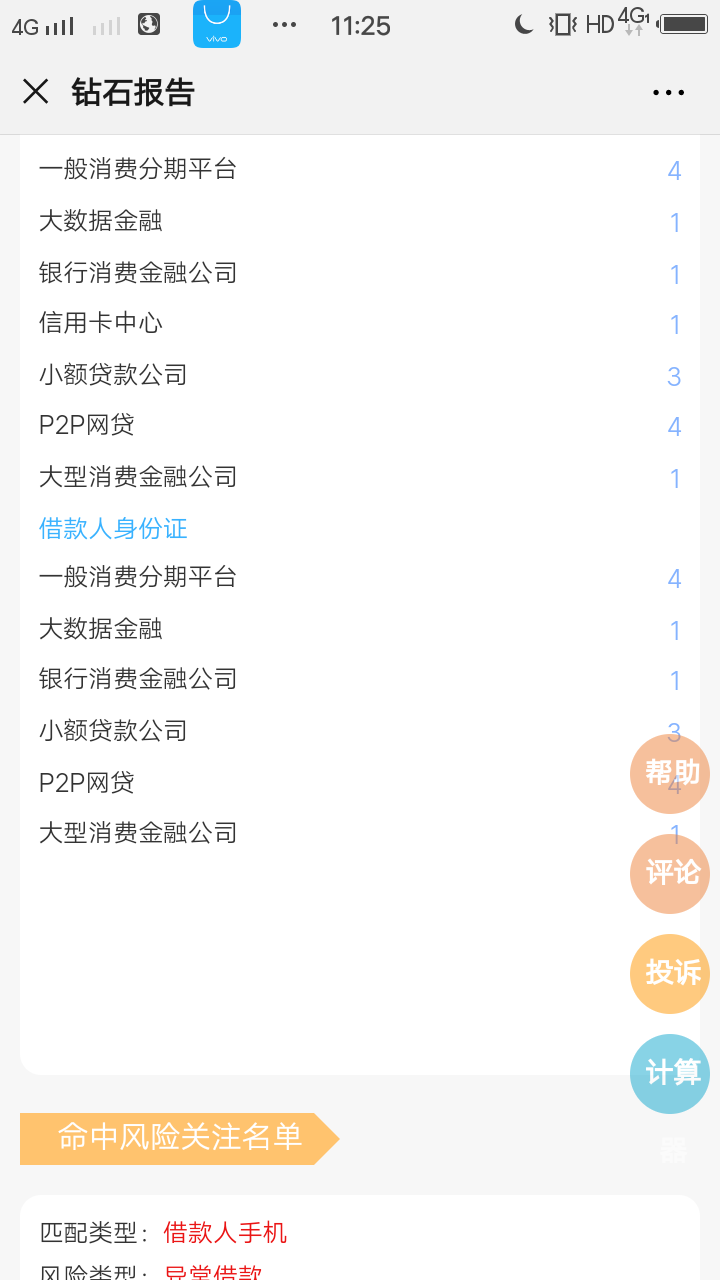 4G vivo ... 11:25 HD 4G
钻石报告
一般消费分期平台 4
大数据金融 1
银行消费金融公司 1
信用卡中心 1
小额贷款公司 3
P2P网贷 4
大型消费金融公司 1
借款人身份证
一般消费分期平台 4
大数据金融 1
银行消费金融公司 1
小额贷款公司 3
P2P网贷 4
大型消费金融公司 1
帮助
评论
投诉
计算
器
命中风险关注名单
匹配类型：借款人手机
风险类型：异常借款